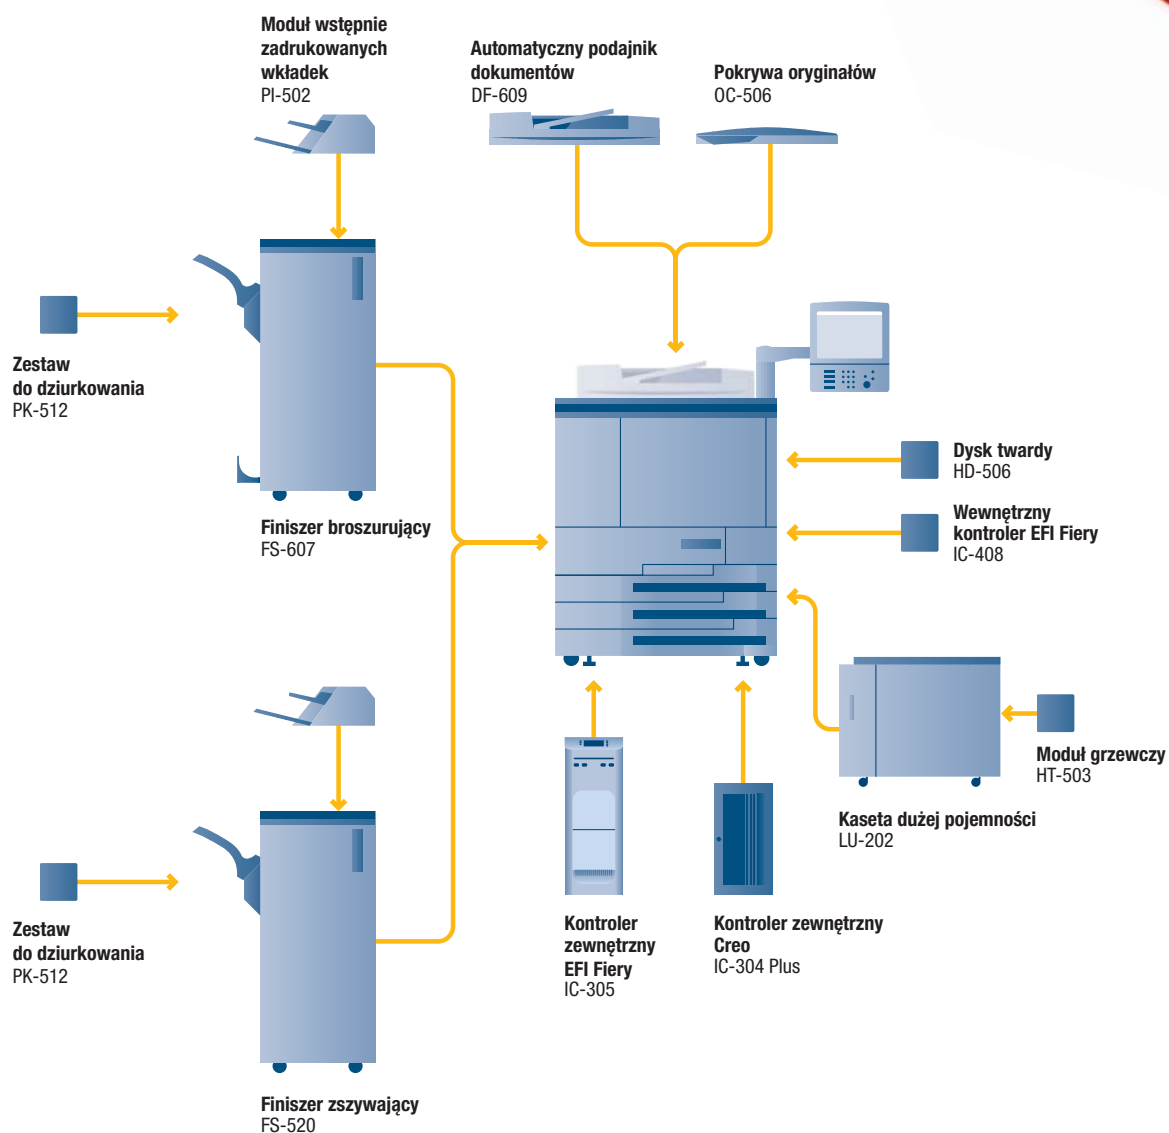 Moduł wstępnie
zadrukowanych
wkładek
PI-502
Automatyczny podajnik
dokumentów
DF-609
Pokrywa oryginałów
OC-506
Zestaw
do dziurkowania
PK-512
Finiszer broszurujący
FS-607
Dysk twardy
HD-506
Wewnętrzny
kontroler EFI Fiery
IC-408
Moduł grzewczy
HT-503
Kaseta dużej pojemności
LU-202
Zestaw
do dziurkowania
PK-512
Kontroler
zewnętrzny
EFI Fiery
IC-305
Kontroler zewnętrzny
Creo
IC-304 Plus
Finiszer zszywający
FS-520